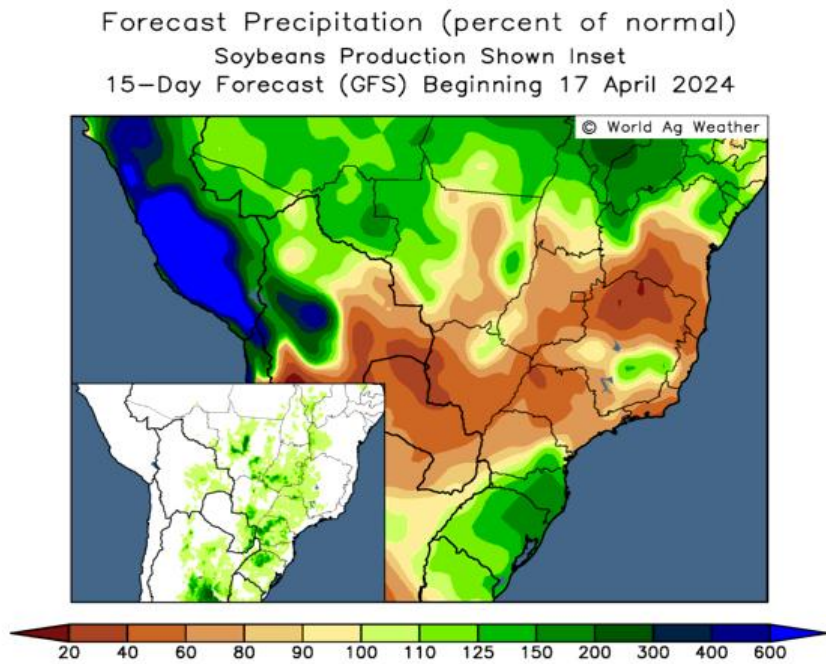 Forecast Precipitation (percent of normal)
Soybeans Production Shown Inset
15-Day Forecast (GFS) Beginning 17 April 2024
© World Ag Weather
20 40 60 80 90 100 110 125 150 200 300 400 600